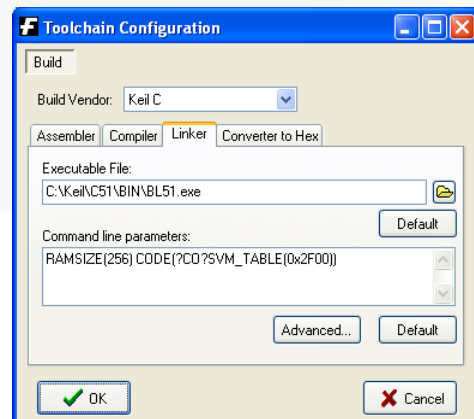 Toolchain Configuration
Build
Build Vendor: Keil C
Assembler Compiler Linker Converter to Hex
Executable File:
C:\Keil\C51\BIN\BL51.exe
Default
Command line parameters:
RAMSIZE(256) CODE(?CO?SVM_TABLE(0x2F00))
Advanced... Default
OK Cancel